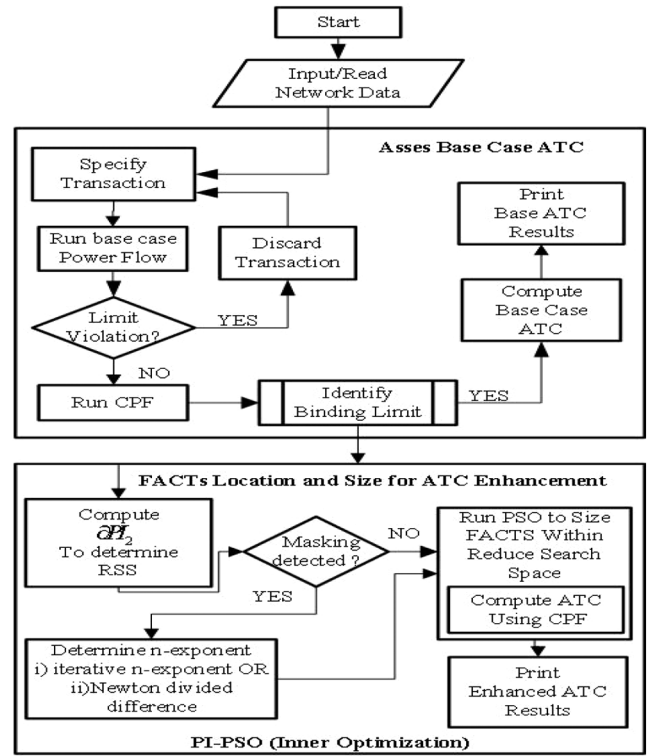 Start
Input/Read
Network Data
Asses Base Case ATC
Specify
Transaction
Run base case
Power Flow
Discard
Transaction
Limit
Violation?
YES
NO
Run CPF
Identify
Binding Limit
YES
Compute
Base Case
ATC
Print
Base ATC
Results
FACTs Location and Size for ATC Enhancement
Compute
∂PI₂
To determine
RSS
Masking
detected ?
NO
YES
Determine n-exponent
i) iterative n-exponent OR
ii)Newton divided
difference
Run PSO to Size
FACTS Within
Reduce Search
Space
Compute ATC
Using CPF
Print
Enhanced ATC
Results
PI-PSO (Inner Optimization)